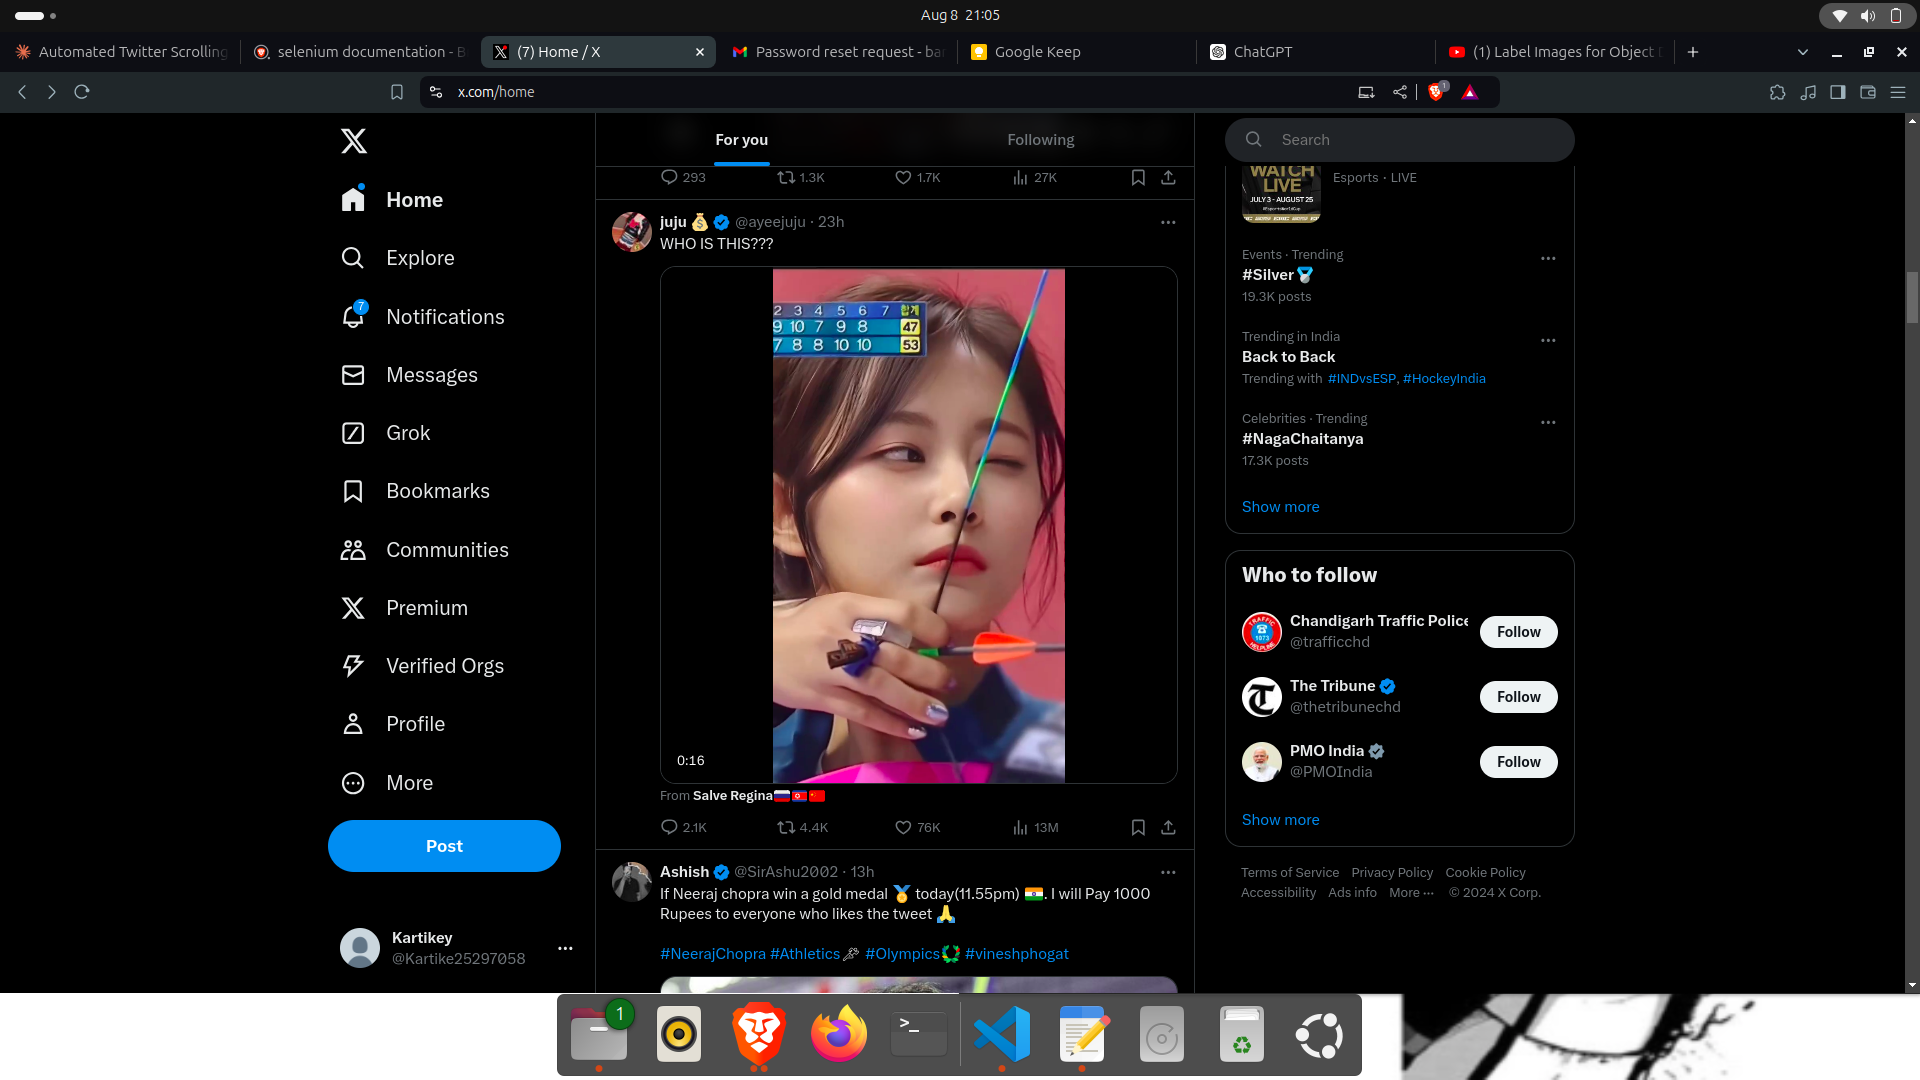 Aug 8 21:05
Automated Twitter Scrolling
selenium documentation - B
(7) Home / X
Password reset request - ba
Google Keep
ChatGPT
(1) Label Images for Object D
x.com/home
1
Home
Explore
7
Notifications
Messages
Grok
Bookmarks
Communities
Premium
Verified Orgs
Profile
More
Post
Kartikey
@Kartike25297058
For you
Following
293
1.3K
1.7K
27K
juju 💰 @ayeejuju · 23h
WHO IS THIS???
2 3 4 5 6 7 합계
9 10 7 9 8 47
7 8 8 10 10 53
0:16
From Salve Regina🇷🇺🇰🇵🇨🇳
2.1K
4.4K
76K
13M
Ashish @SirAshu2002 · 13h
If Neeraj chopra win a gold medal 🏅 today(11.55pm) 🇮🇳. I will Pay 1000
Rupees to everyone who likes the tweet 🙏
#NeerajChopra #Athletics #Olympics #vineshphogat
Search
WATCH
LIVE
JULY 3 - AUGUST 25
Esports · LIVE
Events · Trending
#Silver
19.3K posts
Trending in India
Back to Back
Trending with #INDvsESP, #HockeyIndia
Celebrities · Trending
#NagaChaitanya
17.3K posts
Show more
Who to follow
Chandigarh Traffic Police
@trafficchd
Follow
The Tribune
@thetribunechd
Follow
PMO India
@PMOIndia
Follow
Show more
Terms of Service Privacy Policy Cookie Policy
Accessibility Ads info More ··· © 2024 X Corp.
1
>_